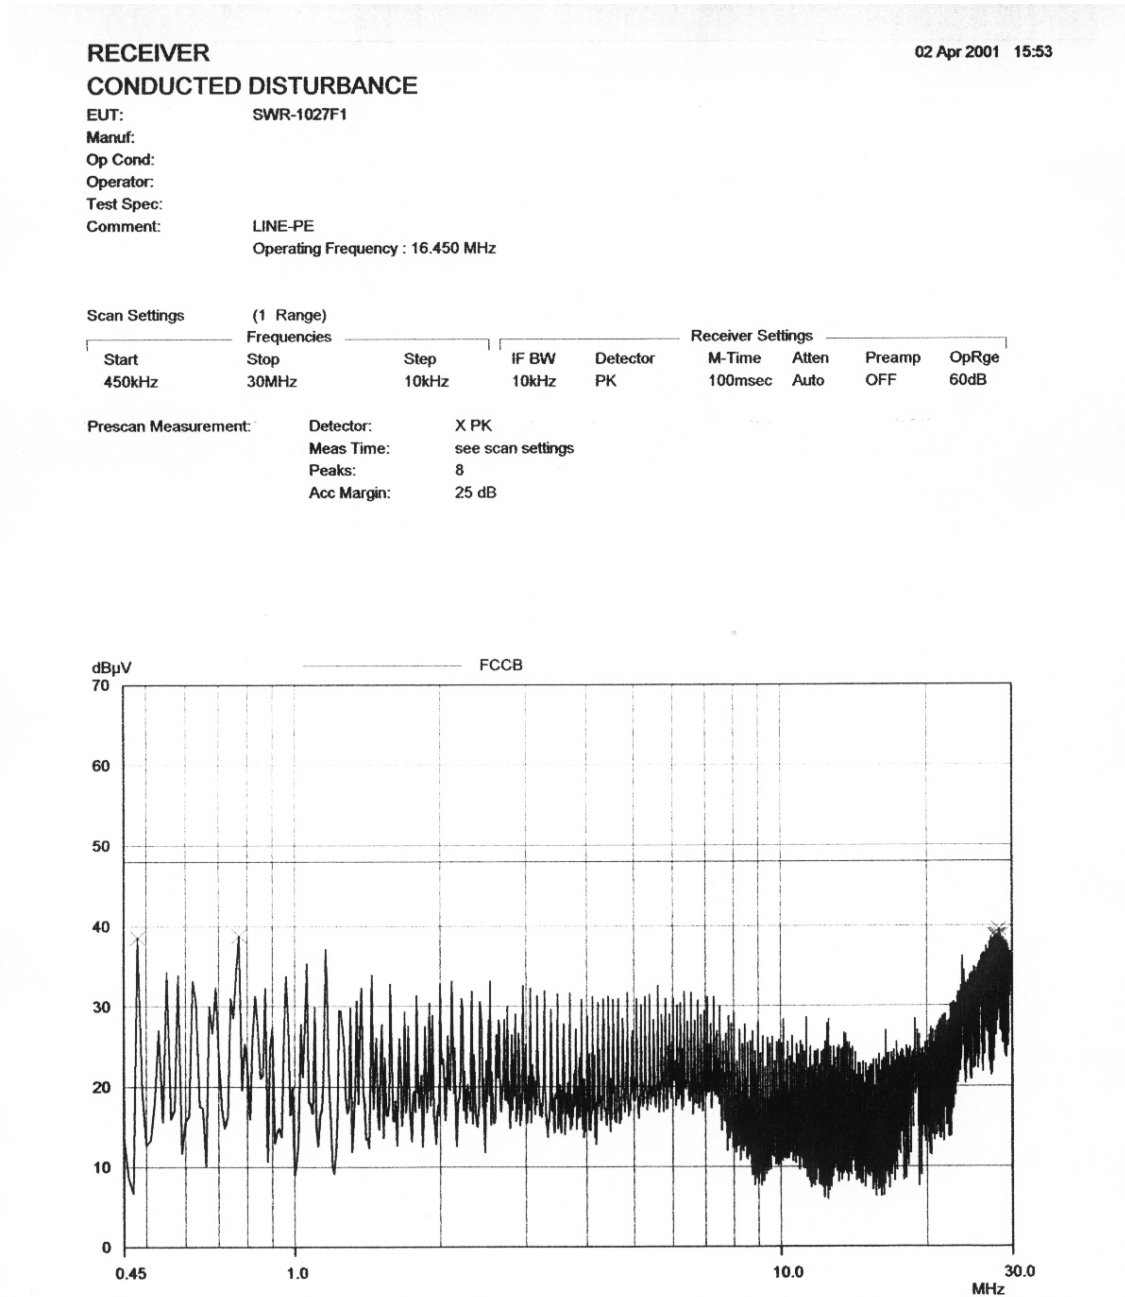 RECEIVER 02 Apr 2001 15:53
CONDUCTED DISTURBANCE
EUT: SWR-1027F1
Manuf:
Op Cond:
Operator:
Test Spec:
Comment: LINE-PE
Operating Frequency : 16.450 MHz
Scan Settings (1 Range)
Frequencies Receiver Settings
Start Stop Step IF BW Detector M-Time Atten Preamp OpRge
450kHz 30MHz 10kHz 10kHz PK 100msec Auto OFF 60dB
Prescan Measurement: Detector: X PK
Meas Time: see scan settings
Peaks: 8
Acc Margin: 25 dB
dBµV FCCB
70
60
50
40
30
20
10
0
0.45 1.0 10.0 30.0
MHz